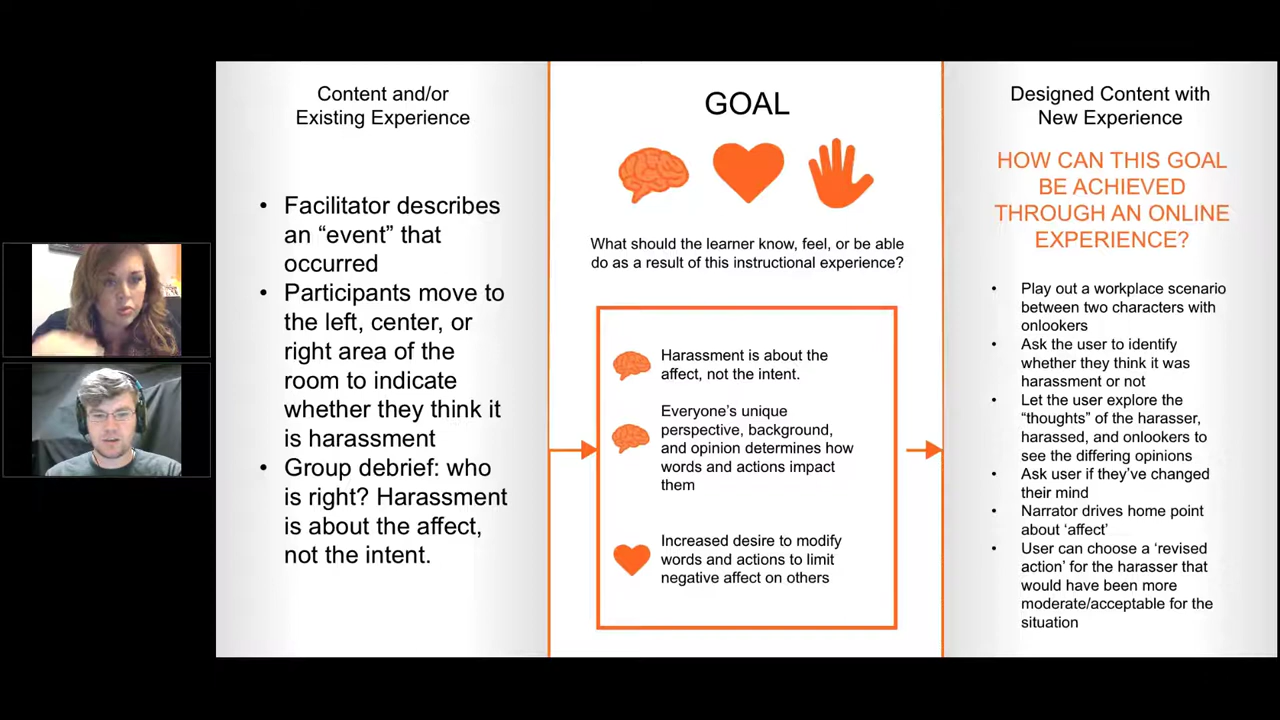 Content and/or
Existing Experience
• Facilitator describes
an “event” that
occurred
• Participants move to
the left, center, or
right area of the
room to indicate
whether they think it
is harassment
• Group debrief: who
is right? Harassment
is about the affect,
not the intent.
GOAL
What should the learner know, feel, or be able
do as a result of this instructional experience?
Harassment is about the
affect, not the intent.
Everyone’s unique
perspective, background,
and opinion determines how
words and actions impact
them
Increased desire to modify
words and actions to limit
negative affect on others
Designed Content with
New Experience
HOW CAN THIS GOAL
BE ACHIEVED
THROUGH AN ONLINE
EXPERIENCE?
• Play out a workplace scenario
between two characters with
onlookers
• Ask the user to identify
whether they think it was
harassment or not
• Let the user explore the
“thoughts” of the harasser,
harassed, and onlookers to
see the differing opinions
• Ask user if they’ve changed
their mind
• Narrator drives home point
about ‘affect’
• User can choose a ‘revised
action’ for the harasser that
would have been more
moderate/acceptable for the
situation